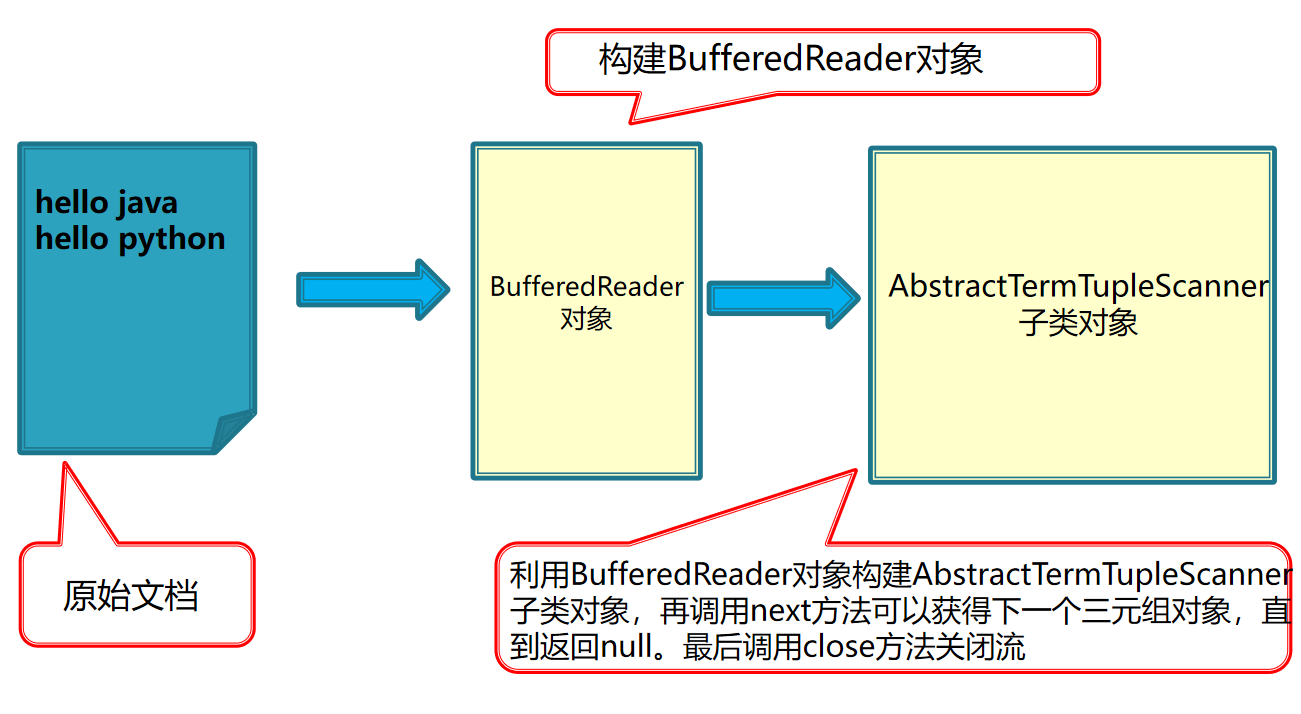 构建BufferedReader对象
hello java
hello python
BufferedReader
对象
AbstractTermTupleScanner
子类对象
原始文档
利用BufferedReader对象构建AbstractTermTupleScanner
子类对象，再调用next方法可以获得下一个三元组对象，直
到返回null。最后调用close方法关闭流